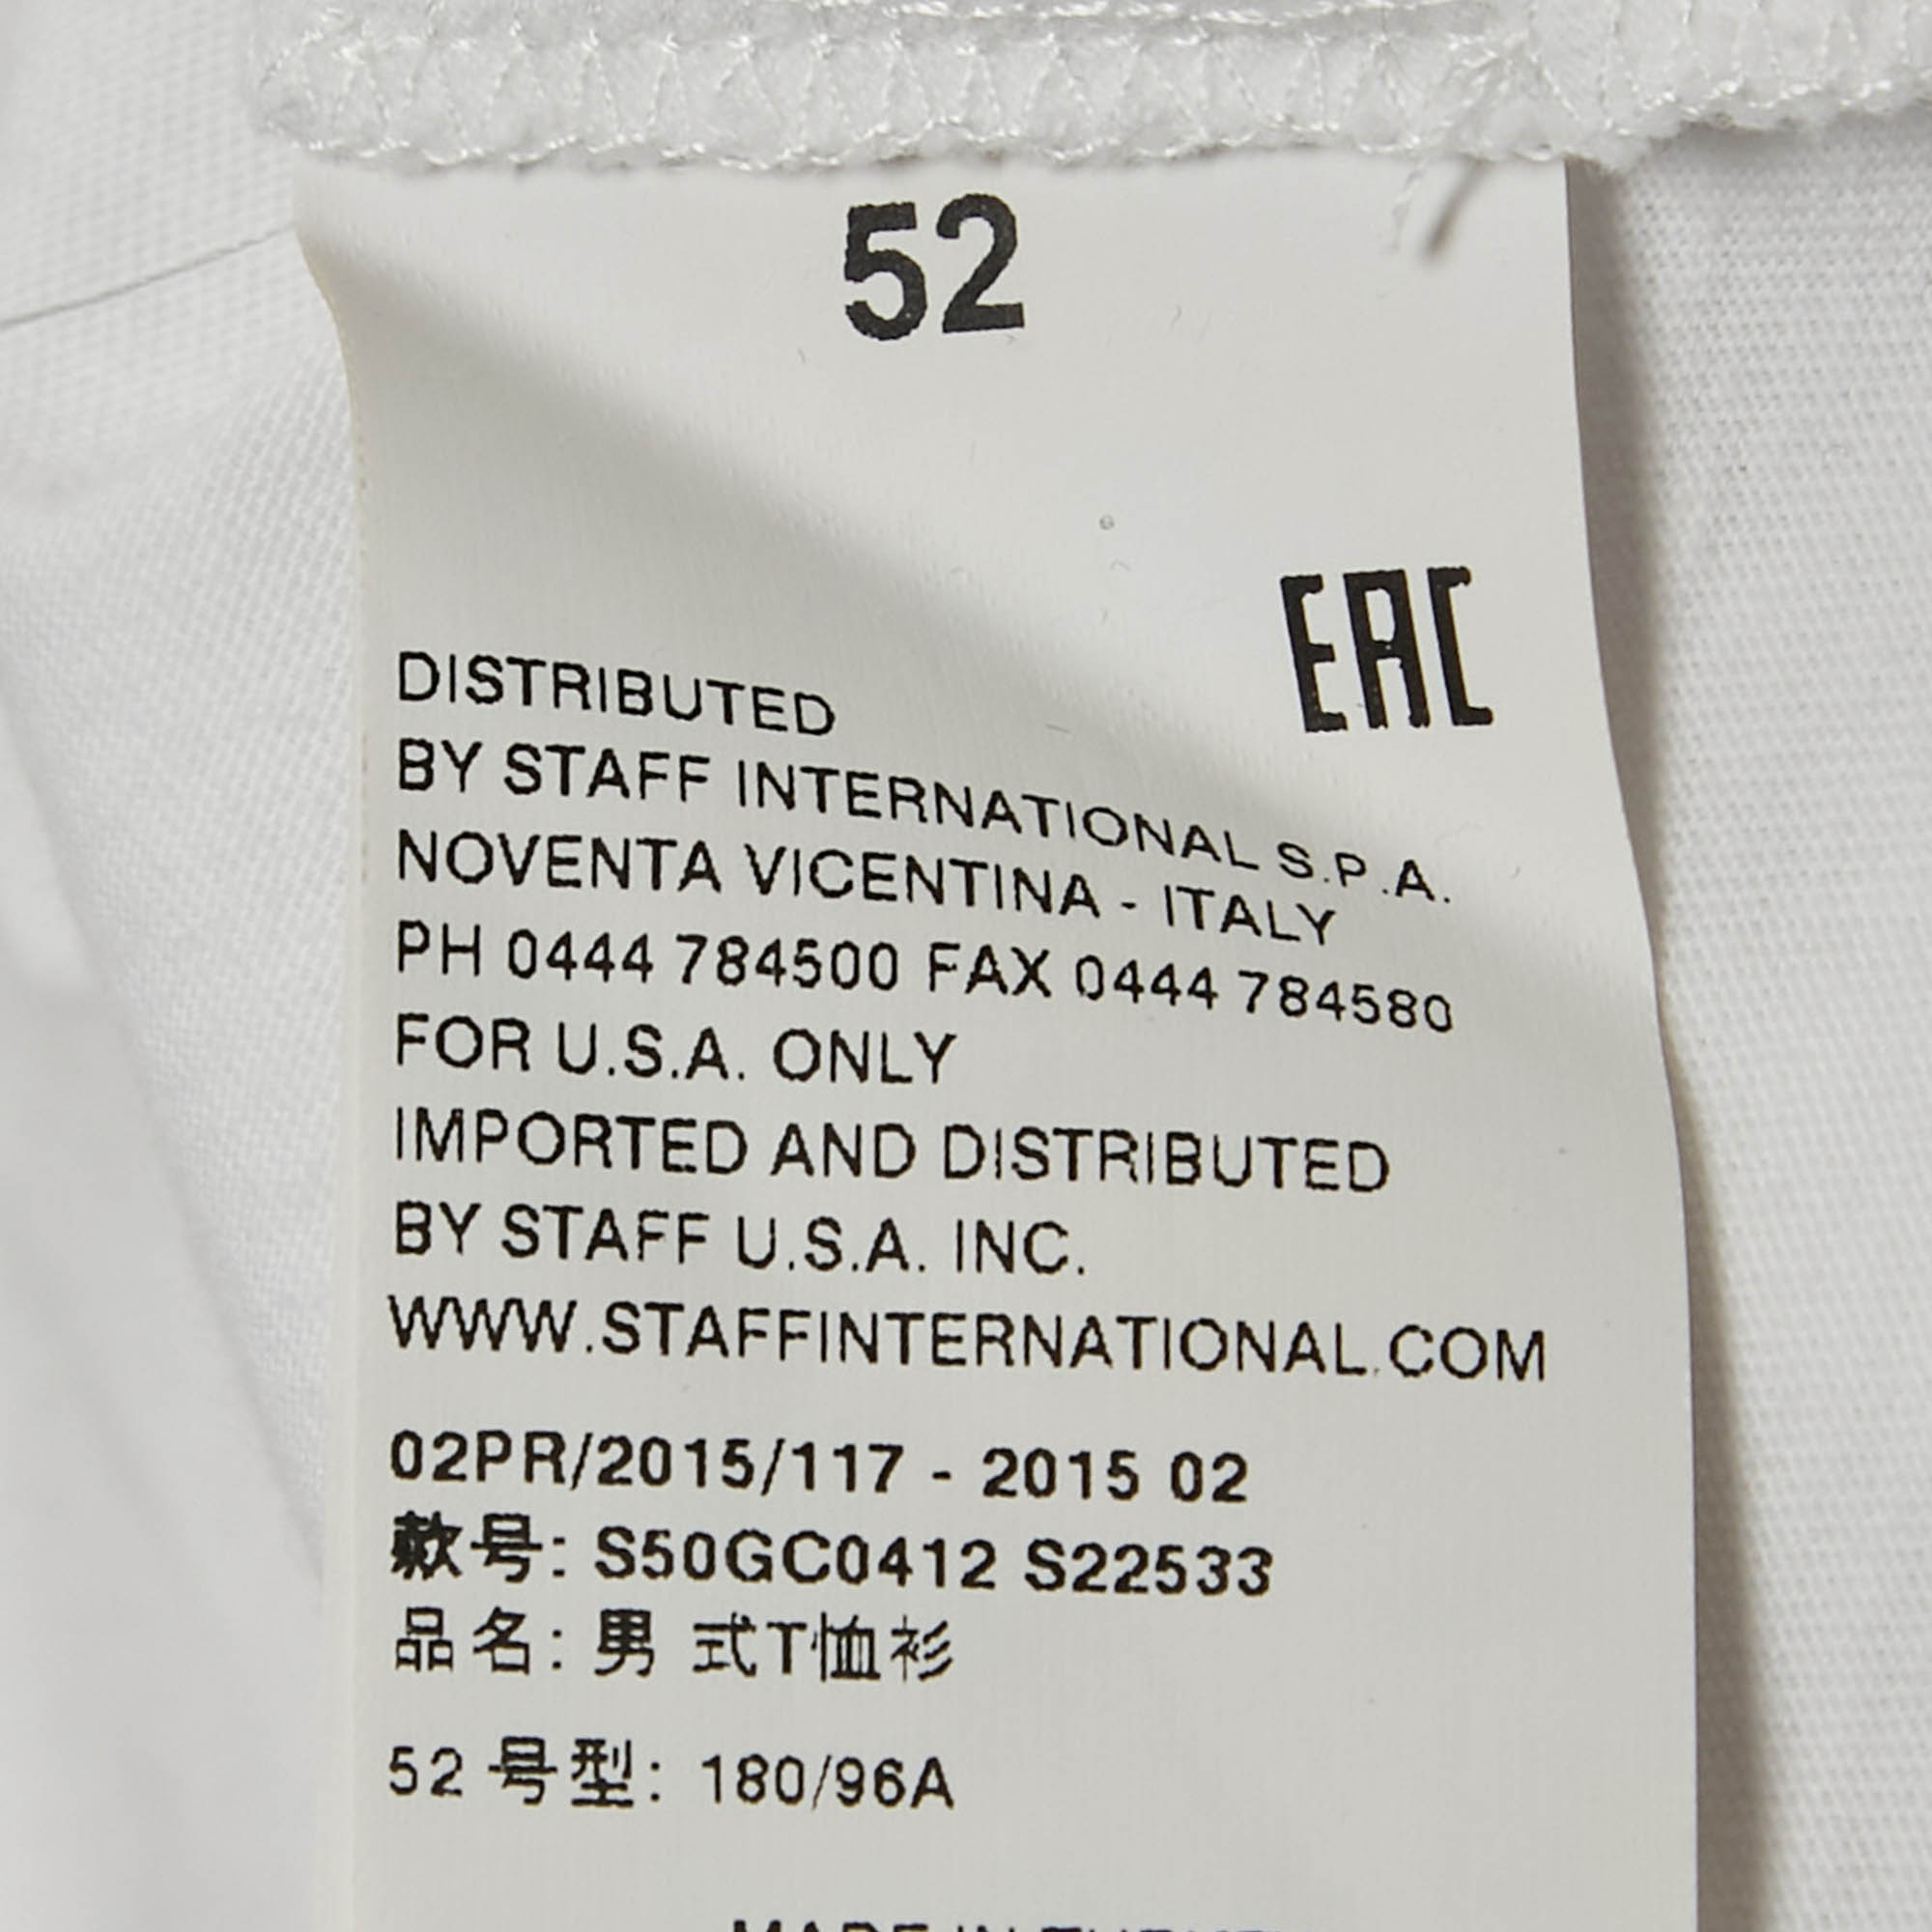 52
EAC
DISTRIBUTED
BY STAFF INTERNATIONAL S.P.A.
NOVENTA VICENTINA - ITALY
PH 0444 784500 FAX 0444 784580
FOR U.S.A. ONLY
IMPORTED AND DISTRIBUTED
BY STAFF U.S.A. INC.
WWW.STAFFINTERNATIONAL.COM
02PR/2015/117 - 2015 02
款号: S50GC0412 S22533
品名: 男 式T恤衫
52 号型: 180/96A
MADE IN